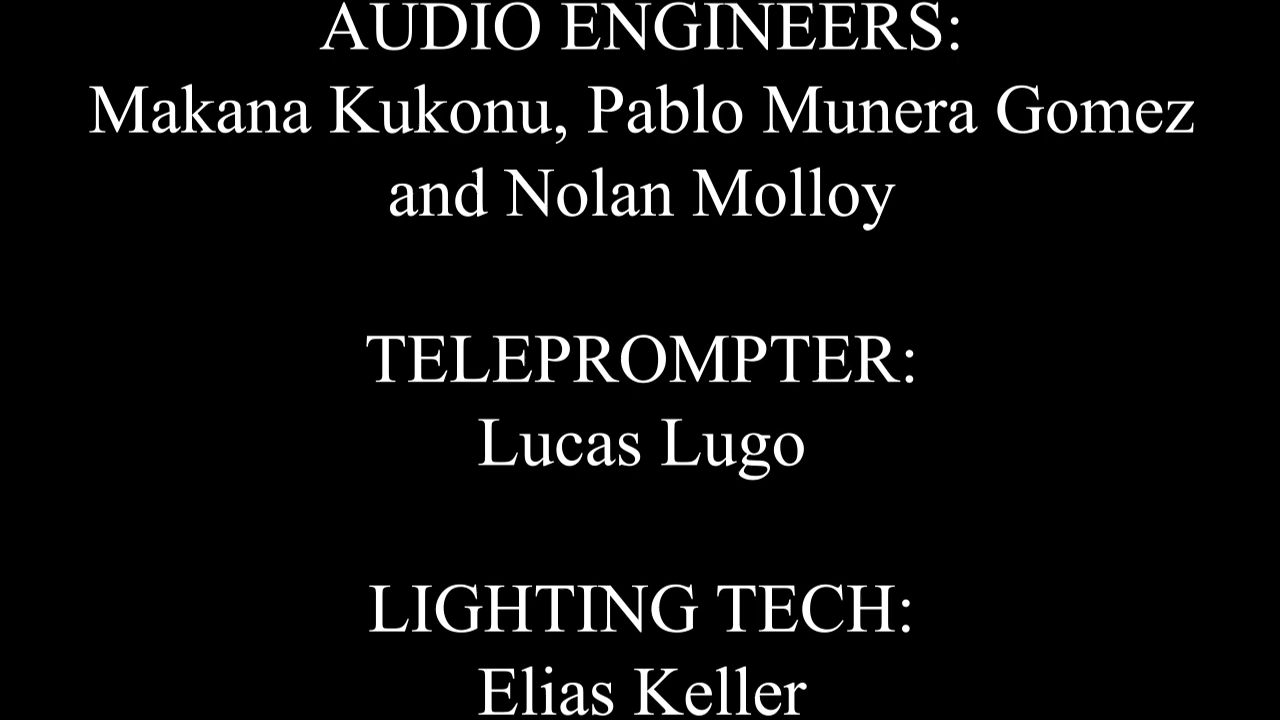 AUDIO ENGINEERS:
Makana Kukonu, Pablo Munera Gomez
and Nolan Molloy
TELEPROMPTER:
Lucas Lugo
LIGHTING TECH:
Elias Keller